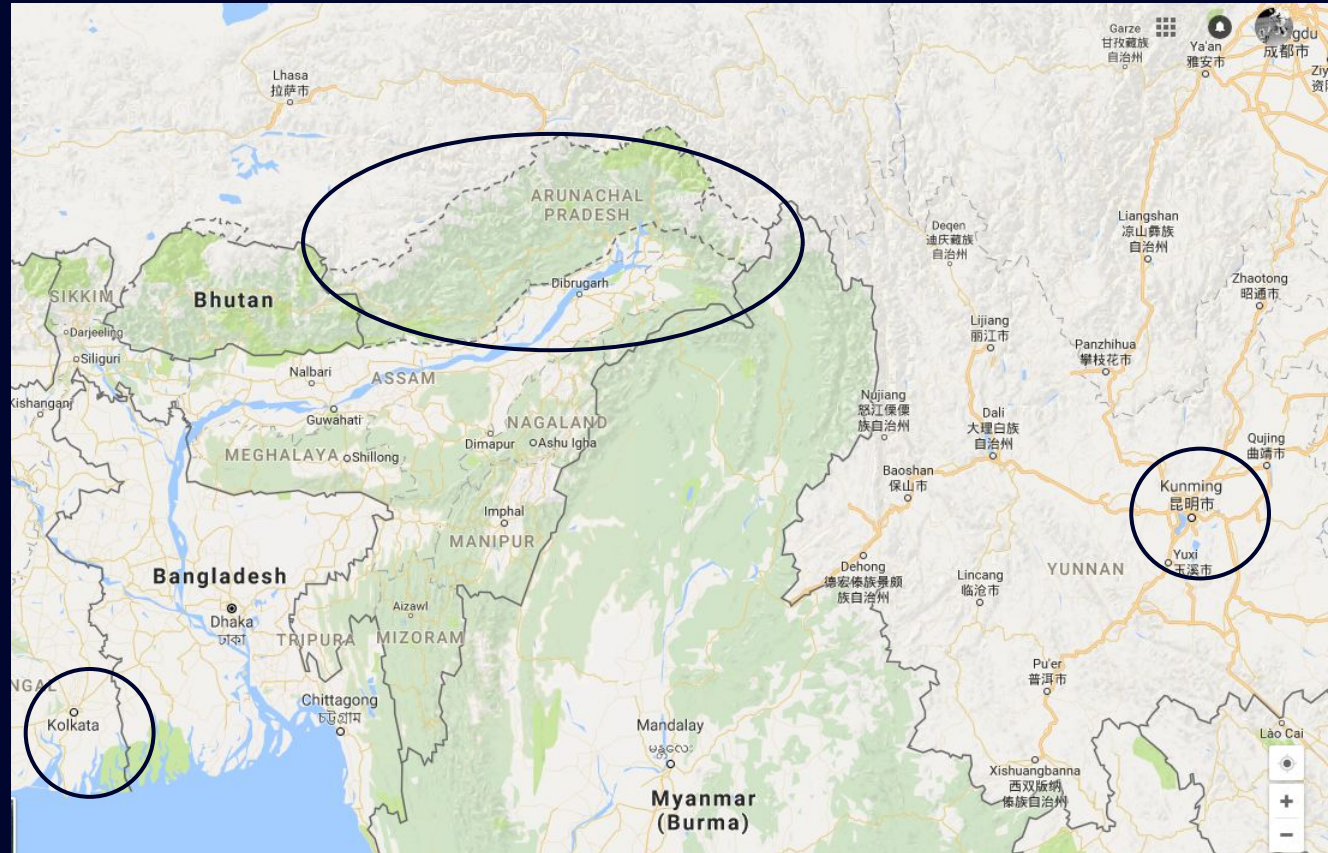 Garze
甘孜藏族
自治州
Ya'an
雅安市
gdu
成都市
Ziy
资阳
Lhasa
拉萨市
ARUNACHAL
PRADESH
Deqen
迪庆藏族
自治州
Liangshan
凉山彝族
自治州
Zhaotong
昭通市
SIKKIM
Bhutan
Dibrugarh
Darjeeling
Siliguri
Lijiang
丽江市
Panzhihua
攀枝花市
Nalbari
ASSAM
Kishanganj
Guwahati
NAGALAND
Dimapur
Ashu Igha
MEGHALAYA
Shillong
Nujiang
怒江傈僳
族自治州
Dali
大理白族
自治州
Qujing
曲靖市
Baoshan
保山市
Kunming
昆明市
Imphal
MANIPUR
Yuxi
玉溪市
Bangladesh
Dhaka
ঢাকা
Dehong
德宏傣族景颇
族自治州
Lincang
临沧市
YUNNAN
Aizawl
TRIPURA
MIZORAM
Pu'er
普洱市
NGAL
Kolkata
Chittagong
চট্টগ্রাম
Mandalay
မန္တလေး
Lào Cai
Xishuangbanna
西双版纳
傣族自治州
Myanmar
(Burma)